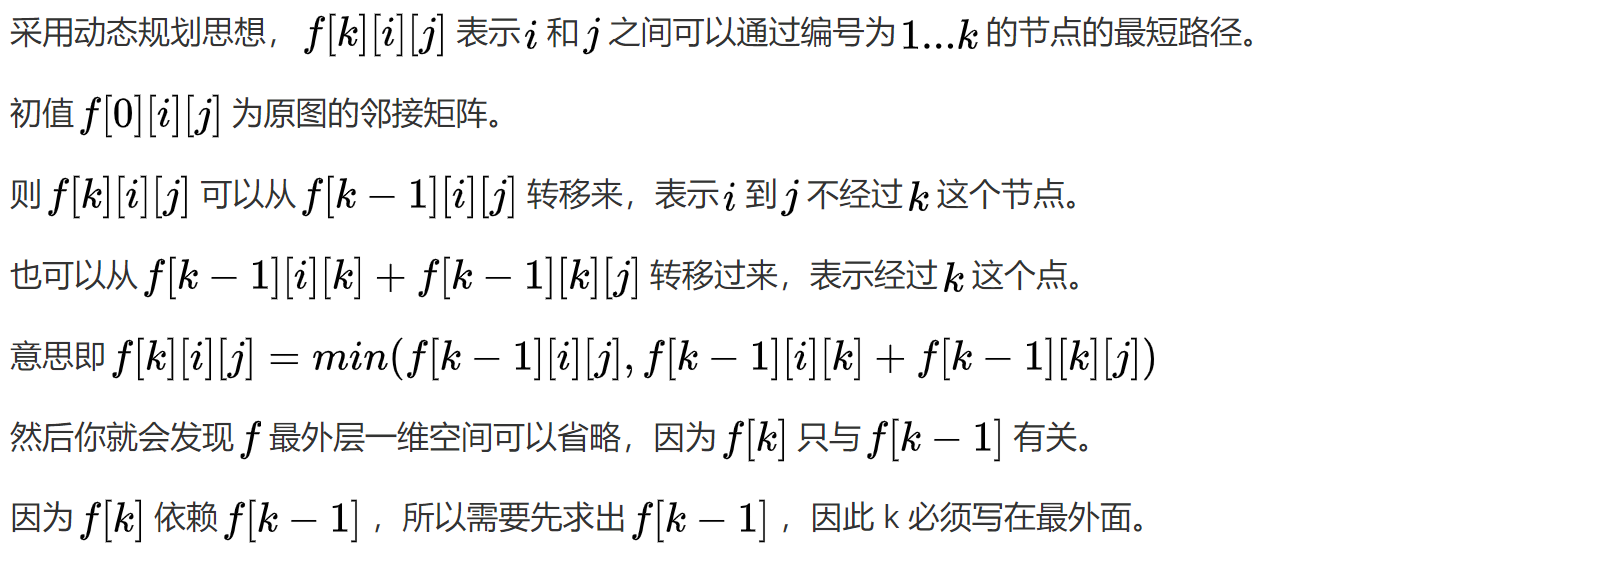 采用动态规划思想，f[k][i][j] 表示 i 和 j 之间可以通过编号为 1...k 的节点的最短路径。
初值 f[0][i][j] 为原图的邻接矩阵。
则 f[k][i][j] 可以从 f[k − 1][i][j] 转移来，表示 i 到 j 不经过 k 这个节点。
也可以从 f[k − 1][i][k] + f[k − 1][k][j] 转移过来，表示经过 k 这个点。
意思即 f[k][i][j] = min(f[k − 1][i][j], f[k − 1][i][k] + f[k − 1][k][j])
然后你就会发现 f 最外层一维空间可以省略，因为 f[k] 只与 f[k − 1] 有关。
因为 f[k] 依赖 f[k − 1] ，所以需要先求出 f[k − 1] ，因此 k 必须写在最外面。